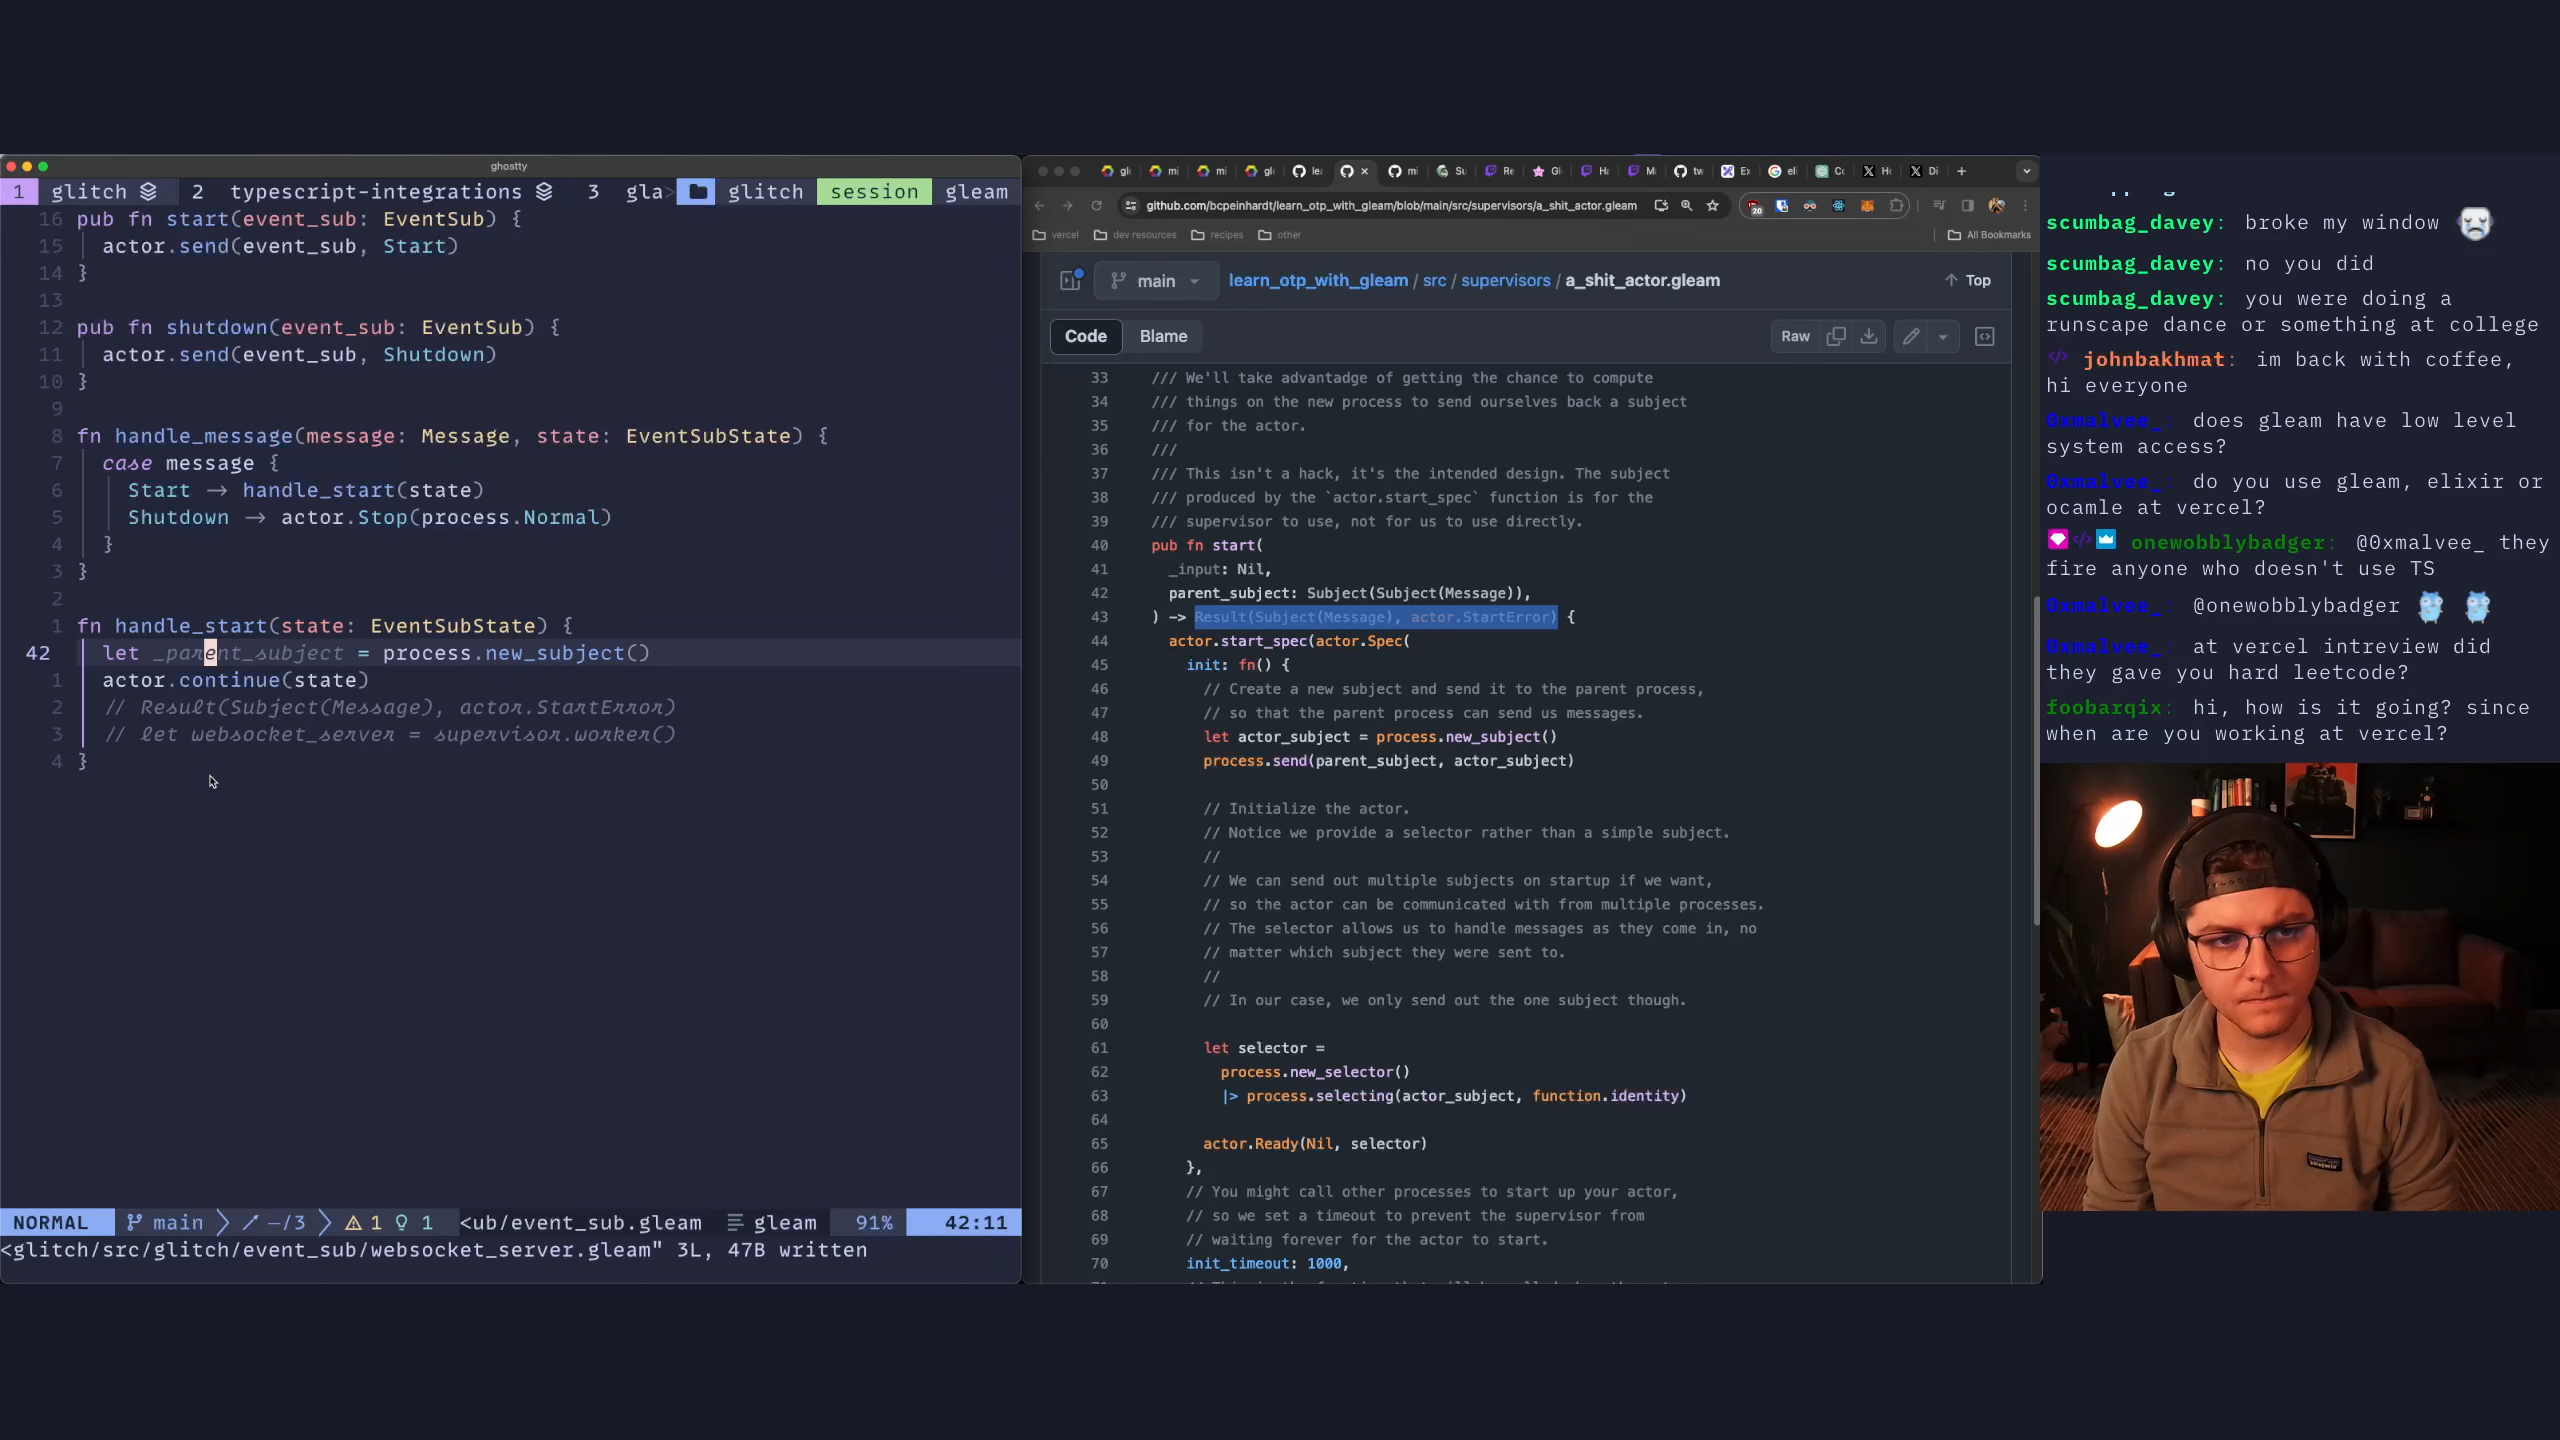 ghostty
1 glitch 2 typescript-integrations 3 gla> glitch session gleam
16 pub fn start(event_sub: EventSub) {
15 actor.send(event_sub, Start)
14 }
13
12 pub fn shutdown(event_sub: EventSub) {
11 actor.send(event_sub, Shutdown)
10 }
9
8 fn handle_message(message: Message, state: EventSubState) {
7 case message {
6 Start -> handle_start(state)
5 Shutdown -> actor.Stop(process.Normal)
4 }
3 }
2
1 fn handle_start(state: EventSubState) {
42 let _parent_subject = process.new_subject()
1 actor.continue(state)
2 // Result(Subject(Message), actor.StartError)
3 // let websocket_server = supervisor.worker()
4 }
NORMAL main -/3 1 1 <ub/event_sub.gleam gleam 91% 42:11
<glitch/src/glitch/event_sub/websocket_server.gleam" 3L, 47B written
gl mi mi gl le mi Su Re Gl Ha M tw Ex eli Cc H Di
github.com/bcpeinhardt/learn_otp_with_gleam/blob/main/src/supervisors/a_shit_actor.gleam
20
vercel dev resources recipes other All Bookmarks
main learn_otp_with_gleam / src / supervisors / a_shit_actor.gleam Top
Code Blame Raw
33 /// We'll take advantadge of getting the chance to compute
34 /// things on the new process to send ourselves back a subject
35 /// for the actor.
36 ///
37 /// This isn't a hack, it's the intended design. The subject
38 /// produced by the `actor.start_spec` function is for the
39 /// supervisor to use, not for us to use directly.
40 pub fn start(
41 _input: Nil,
42 parent_subject: Subject(Subject(Message)),
43 ) -> Result(Subject(Message), actor.StartError) {
44 actor.start_spec(actor.Spec(
45 init: fn() {
46 // Create a new subject and send it to the parent process,
47 // so that the parent process can send us messages.
48 let actor_subject = process.new_subject()
49 process.send(parent_subject, actor_subject)
50
51 // Initialize the actor.
52 // Notice we provide a selector rather than a simple subject.
53 //
54 // We can send out multiple subjects on startup if we want,
55 // so the actor can be communicated with from multiple processes.
56 // The selector allows us to handle messages as they come in, no
57 // matter which subject they were sent to.
58 //
59 // In our case, we only send out the one subject though.
60
61 let selector =
62 process.new_selector()
63 |> process.selecting(actor_subject, function.identity)
64
65 actor.Ready(Nil, selector)
66 },
67 // You might call other processes to start up your actor,
68 // so we set a timeout to prevent the supervisor from
69 // waiting forever for the actor to start.
70 init_timeout: 1000,
scumbag_davey: broke my window
scumbag_davey: no you did
scumbag_davey: you were doing a
runscape dance or something at college
johnbakhmat: im back with coffee,
hi everyone
0xmalvee_: does gleam have low level
system access?
0xmalvee_: do you use gleam, elixir or
ocamle at vercel?
onewobblybadger: @0xmalvee_ they
fire anyone who doesn't use TS
0xmalvee_: @onewobblybadger
0xmalvee_: at vercel intreview did
they gave you hard leetcode?
foobarqix: hi, how is it going? since
when are you working at vercel?
patagonia